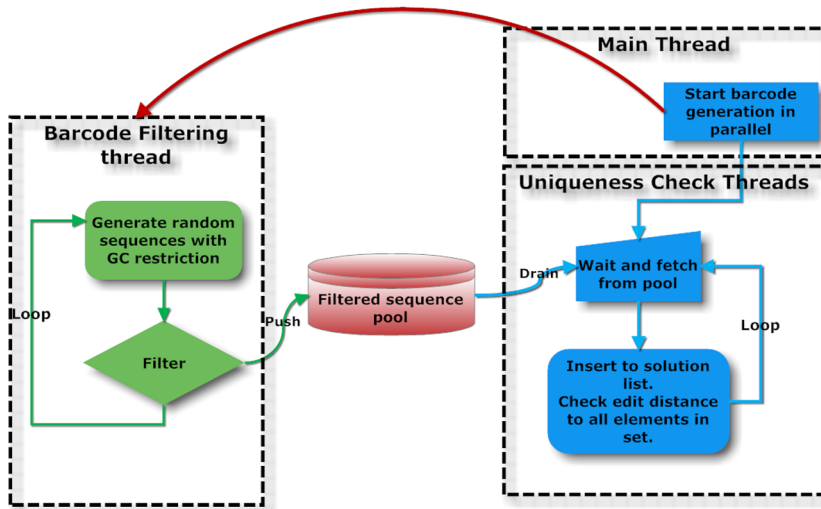 Main Thread
Start barcode
generation in
parallel
Barcode Filtering
thread
Generate random
sequences with
GC restriction
Loop
Filter
Push
Filtered sequence
pool
Drain
Uniqueness Check Threads
Wait and fetch
from pool
Loop
Insert to solution
list.
Check edit distance
to all elements in
set.